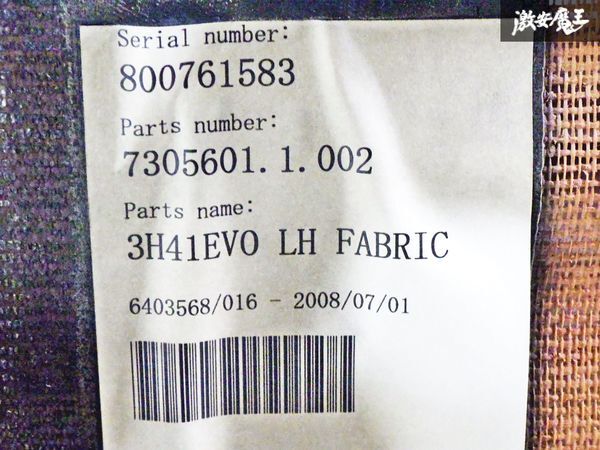 激安魔王
Serial number:
800761583
Parts number:
7305601.1.002
Parts name:
3H41EVO LH FABRIC
6403568/016 - 2008/07/01